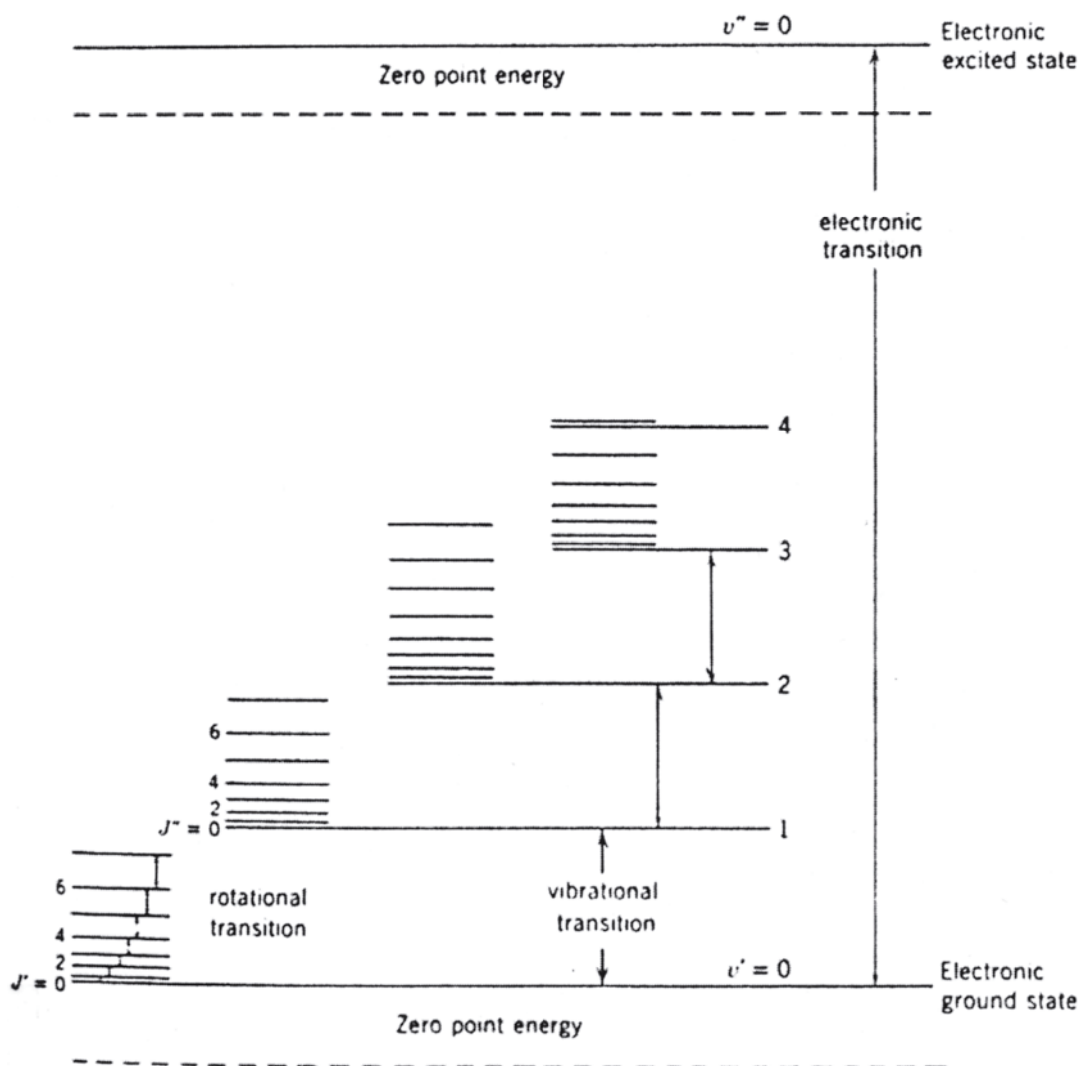 v" = 0
Electronic
excited state
Zero point energy
electronic
transition
4
3
2
6
4
2
J" = 0
1
6
rotational
transition
vibrational
transition
4
2
J' = 0
v' = 0
Electronic
ground state
Zero point energy